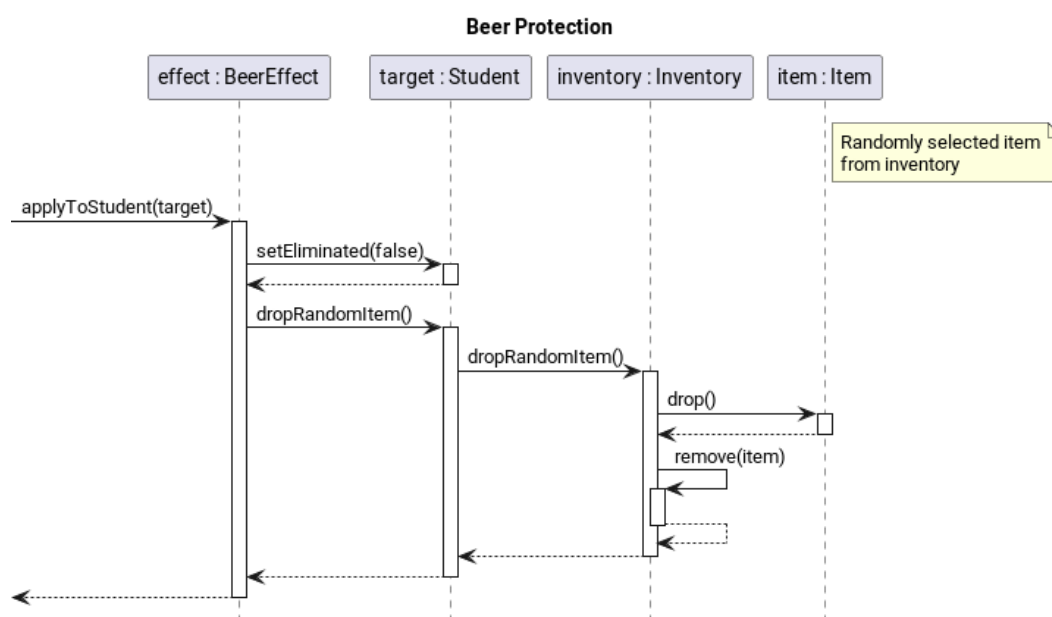 Beer Protection
effect : BeerEffect
target : Student
inventory : Inventory
item : Item
Randomly selected item
from inventory
applyToStudent(target)
setEliminated(false)
dropRandomItem()
dropRandomItem()
drop()
remove(item)